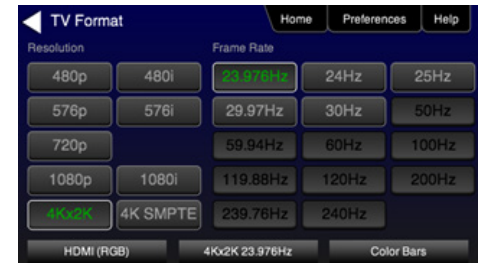 TV Format Home Preferences Help
Resolution Frame Rate
480p 480i 23.976Hz 24Hz 25Hz
576p 576i 29.97Hz 30Hz 50Hz
720p 59.94Hz 60Hz 100Hz
1080p 1080i 119.88Hz 120Hz 200Hz
4Kx2K 4K SMPTE 239.76Hz 240Hz
HDMI (RGB) 4Kx2K 23.976Hz Color Bars